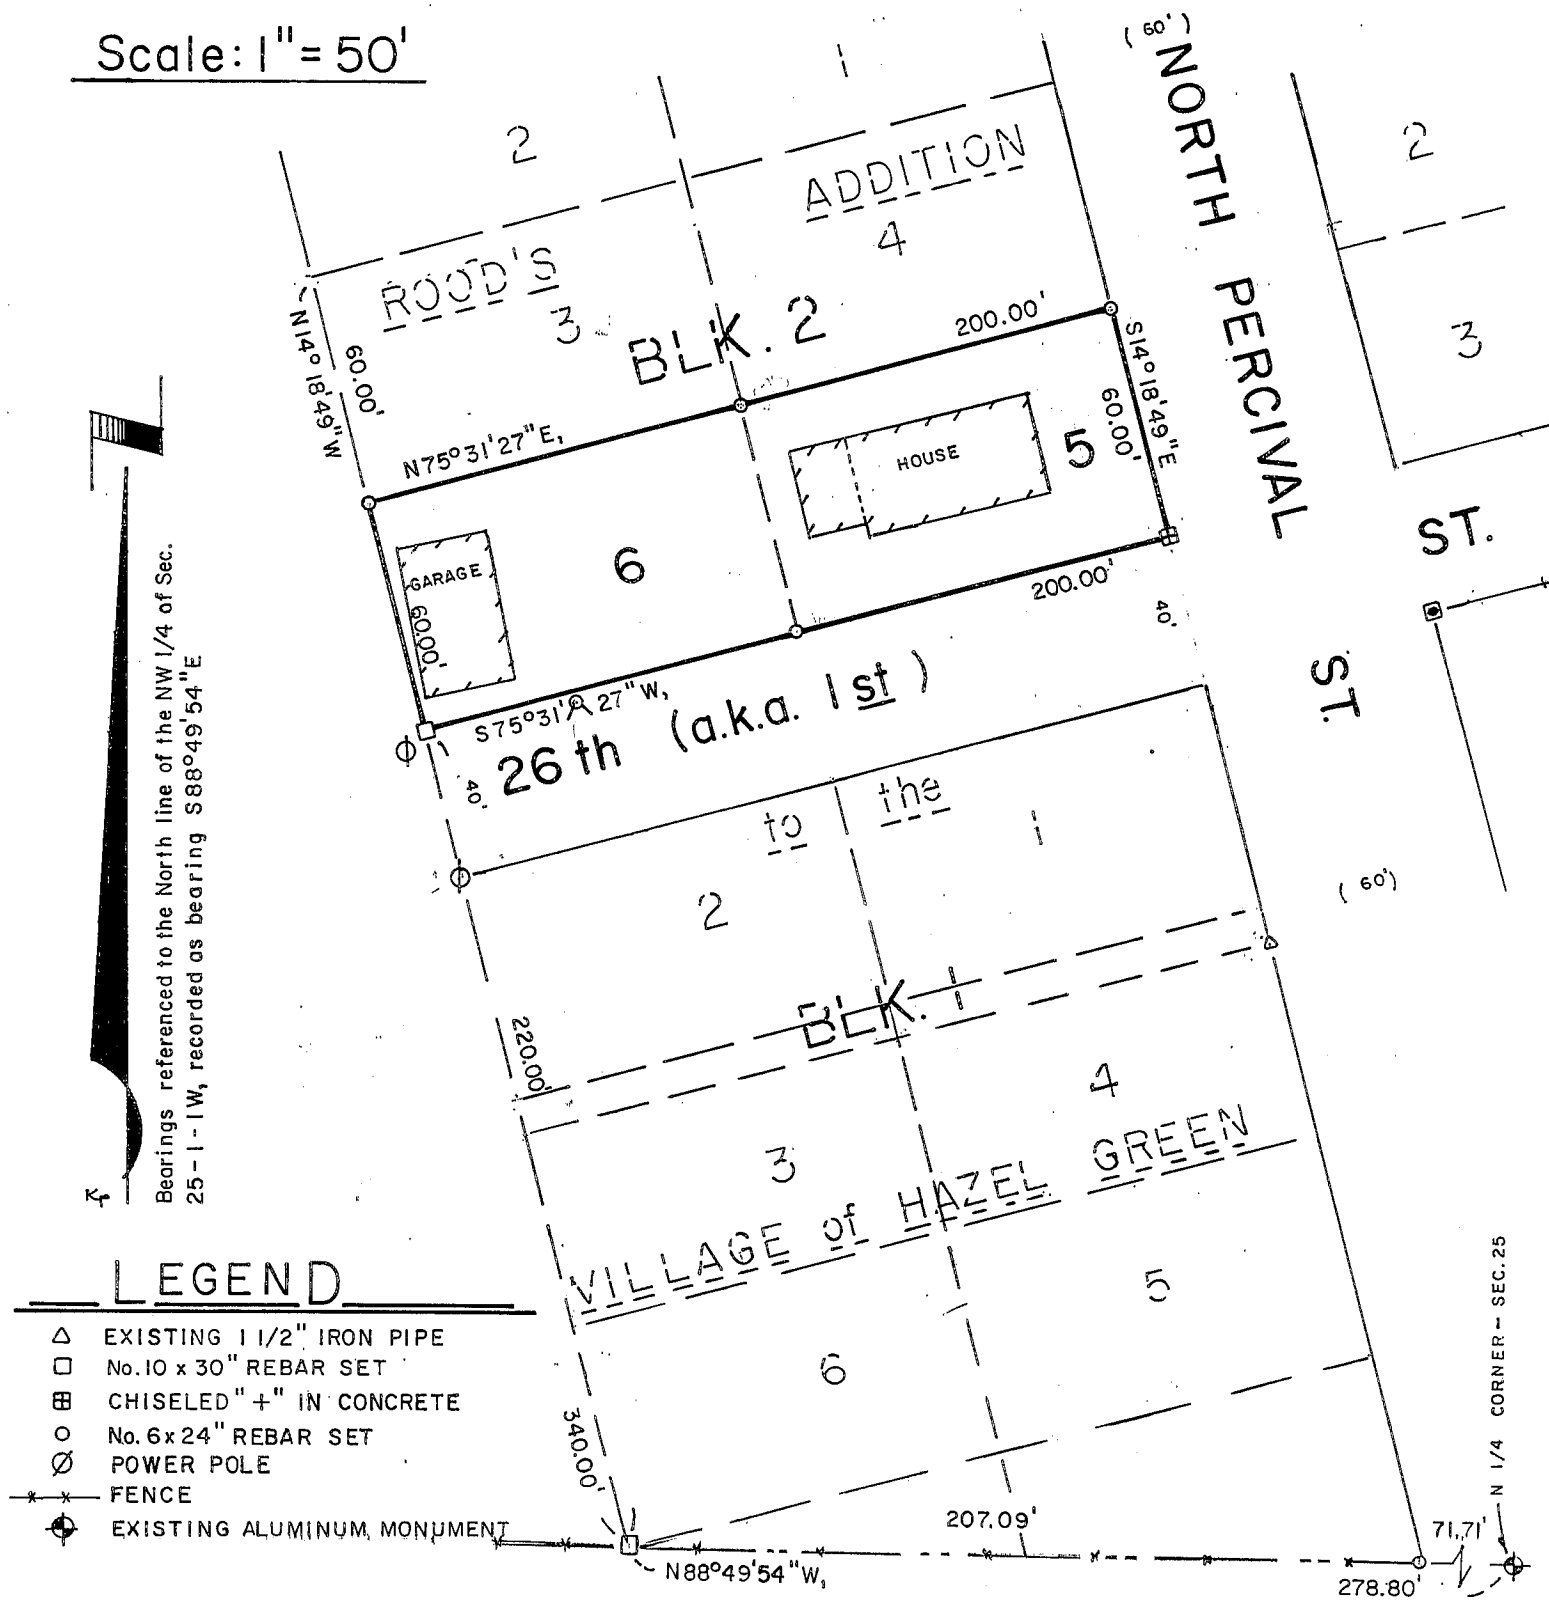 Scale: 1"= 50'
(60')
NORTH PERCIVAL ST.
1
2
2
ADDITION
4
ROOD'S
3
BLK. 2
3
200.00'
N14°18'49"W
60.00'
S14°18'49"E
60.00'
N75°31'27"E,
HOUSE
5
6
GARAGE
60.00'
ST.
200.00'
40'
S75°31'27"W,
26th (a.k.a. 1st)
40'
to the
1
2
(60')
BLK. 1
220.00'
4
3
VILLAGE of HAZEL GREEN
5
6
340.00'
207.09'
N88°49'54"W,
71.71'
278.80'
N 1/4 CORNER - SEC. 25
Bearings referenced to the North line of the NW 1/4 of Sec.
25-1-1W, recorded as bearing S88°49'54"E
LEGEND
EXISTING 1 1/2" IRON PIPE
No. 10 x 30" REBAR SET
CHISELED "+" IN CONCRETE
No. 6x24" REBAR SET
POWER POLE
FENCE
EXISTING ALUMINUM MONUMENT